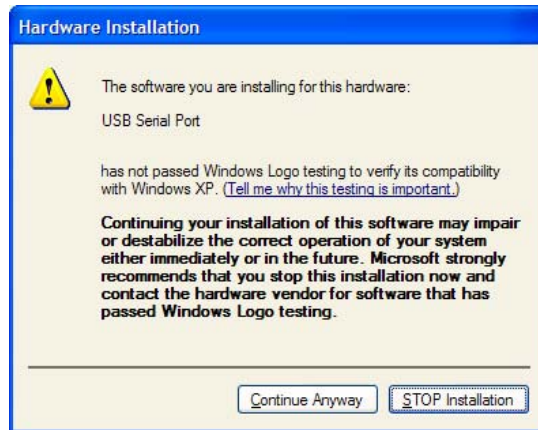 Hardware Installation
The software you are installing for this hardware:
USB Serial Port
has not passed Windows Logo testing to verify its compatibility
with Windows XP. (Tell me why this testing is important.)
Continuing your installation of this software may impair
or destabilize the correct operation of your system
either immediately or in the future. Microsoft strongly
recommends that you stop this installation now and
contact the hardware vendor for software that has
passed Windows Logo testing.
Continue Anyway STOP Installation